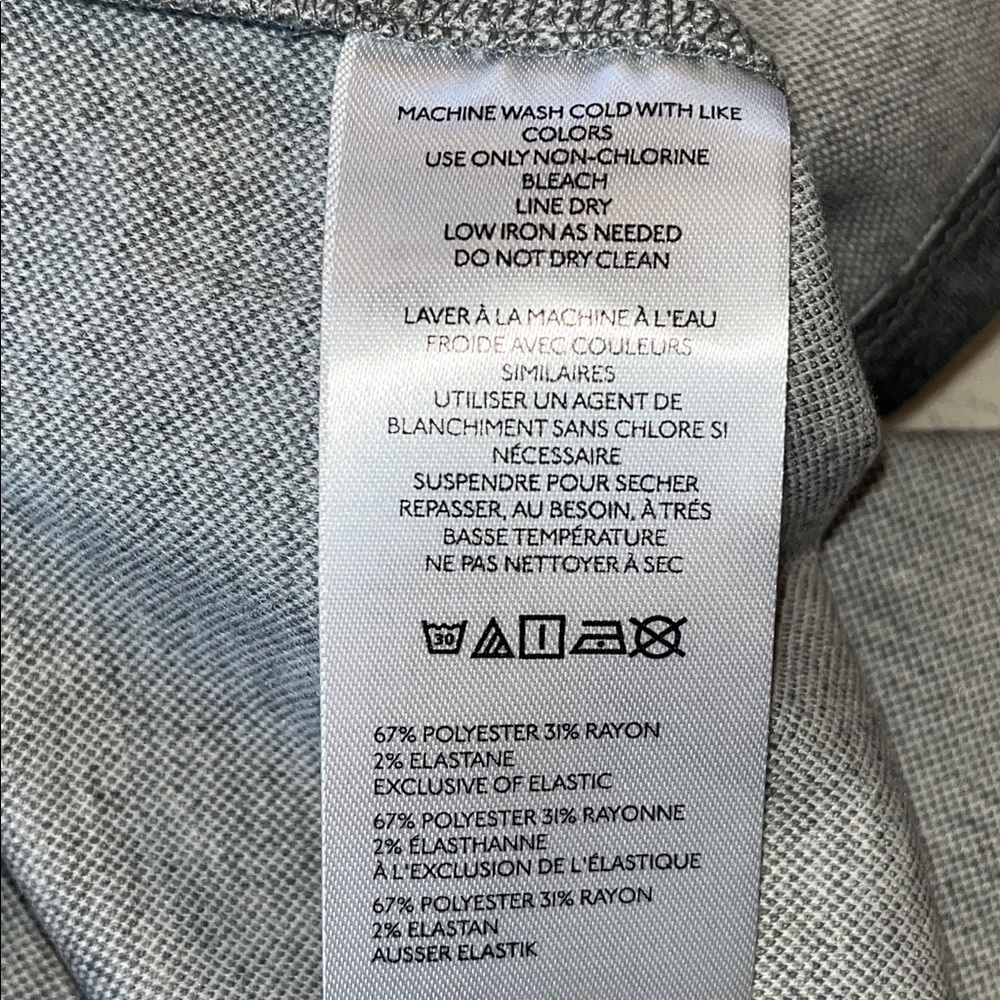 MACHINE WASH COLD WITH LIKE
COLORS
USE ONLY NON-CHLORINE
BLEACH
LINE DRY
LOW IRON AS NEEDED
DO NOT DRY CLEAN
LAVER À LA MACHINE À L'EAU
FROIDE AVEC COULEURS
SIMILAIRES
UTILISER UN AGENT DE
BLANCHIMENT SANS CHLORE SI
NÉCESSAIRE
SUSPENDRE POUR SECHER
REPASSER, AU BESOIN, À TRÉS
BASSE TEMPÉRATURE
NE PAS NETTOYER À SEC
30
67% POLYESTER 31% RAYON
2% ELASTANE
EXCLUSIVE OF ELASTIC
67% POLYESTER 31% RAYONNE
2% ÉLASTHANNE
À L'EXCLUSION DE L'ÉLASTIQUE
67% POLYESTER 31% RAYON
2% ELASTAN
AUSSER ELASTIK